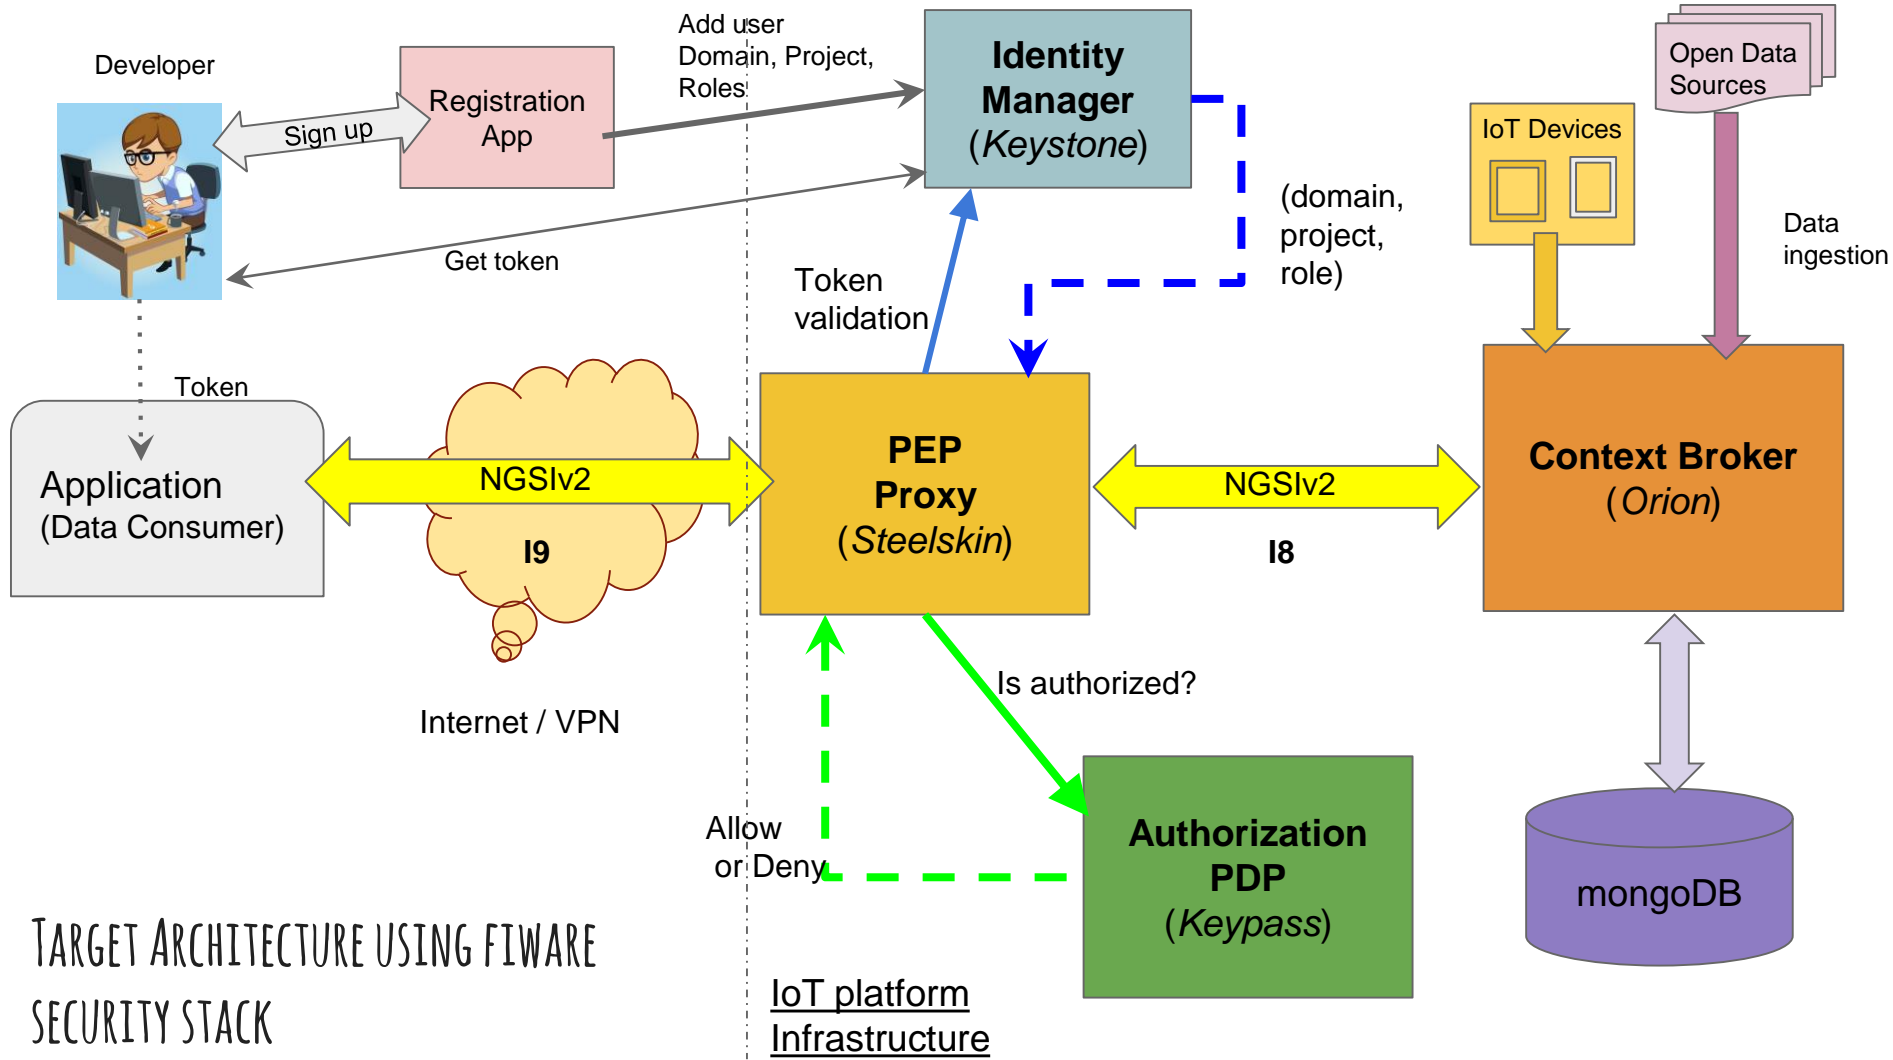 Developer
Registration
App
Sign up
Add user
Domain, Project,
Roles
Identity
Manager
(Keystone)
Open Data
Sources
IoT Devices
(domain,
project,
role)
Data
ingestion
Get token
Token
validation
Token
Application
(Data Consumer)
NGSIv2
I9
Internet / VPN
PEP
Proxy
(Steelskin)
NGSIv2
I8
Context Broker
(Orion)
Is authorized?
Allow
or Deny
Authorization
PDP
(Keypass)
mongoDB
TARGET ARCHITECTURE USING FIWARE
SECURITY STACK
IoT platform
Infrastructure